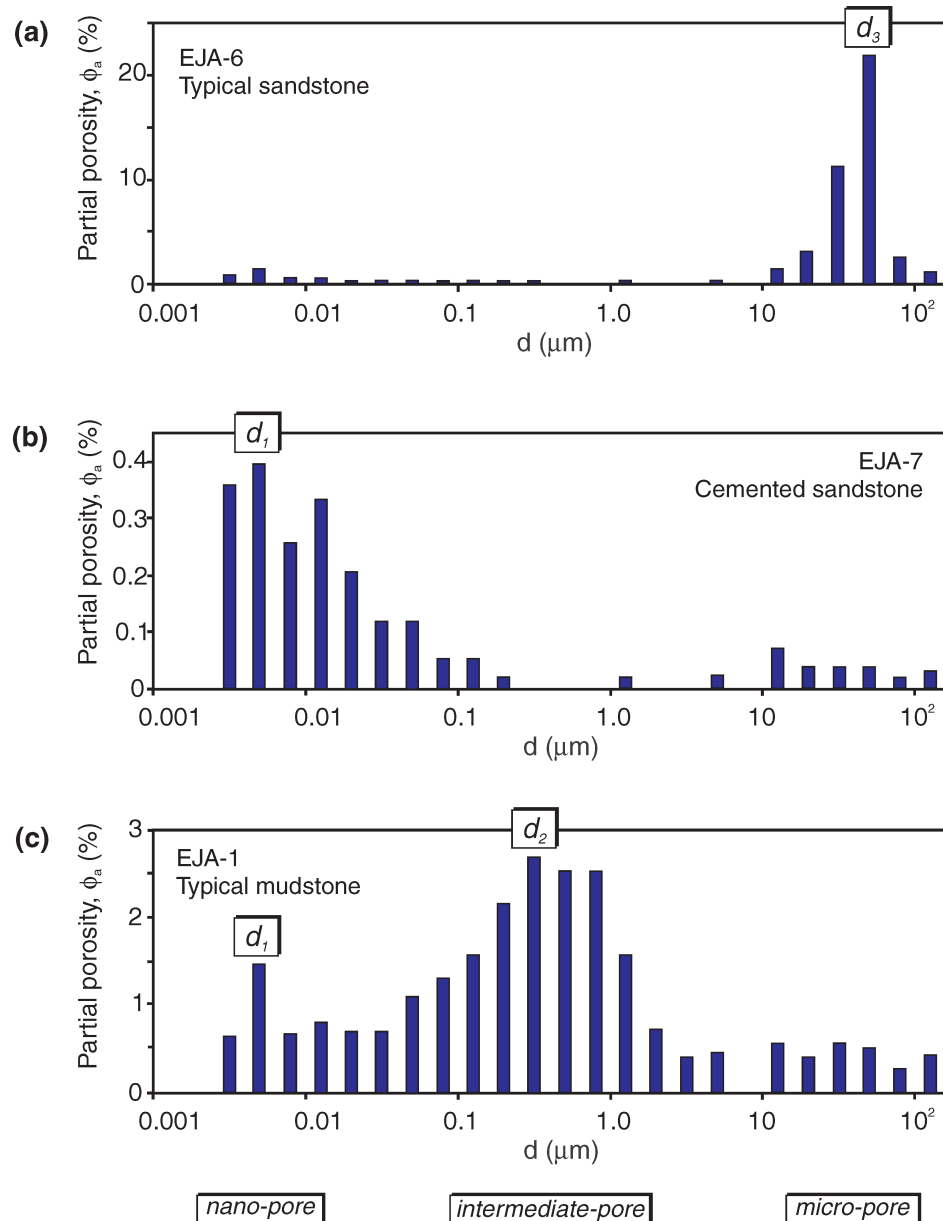 (a)
Partial porosity, ϕₐ (%)
EJA-6
Typical sandstone
d₃
20
10
0
0.001 0.01 0.1 1.0 10 10²
d (μm)
(b)
Partial porosity, ϕₐ (%)
d₁
EJA-7
Cemented sandstone
0.4
0.3
0.2
0.1
0
0.001 0.01 0.1 1.0 10 10²
d (μm)
(c)
Partial porosity, ϕₐ (%)
d₂
EJA-1
Typical mudstone
d₁
3
2
1
0
0.001 0.01 0.1 1.0 10 10²
d (μm)
nano-pore intermediate-pore micro-pore